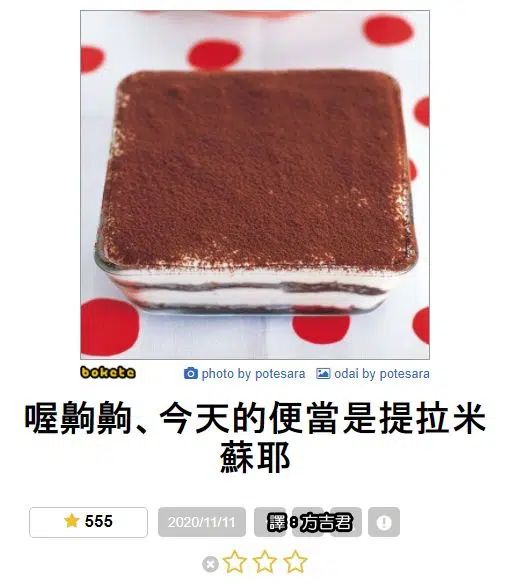 bokete
photo by potesara odai by potesara
喔齁齁、今天的便當是提拉米
蘇耶
555
2020/11/11
譯:方吉君